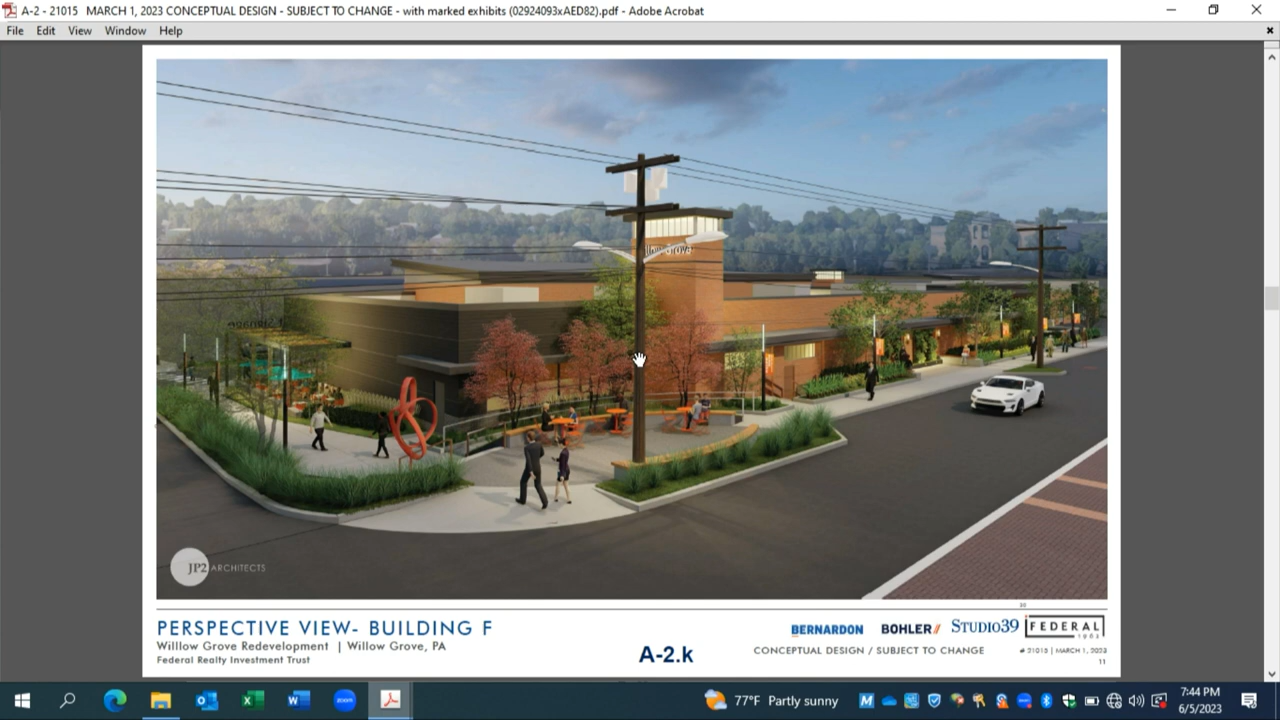 A-2 - 21015 MARCH 1, 2023 CONCEPTUAL DESIGN - SUBJECT TO CHANGE - with marked exhibits (02924093xAED82).pdf - Adobe Acrobat
File Edit View Window Help
JP2 ARCHITECTS
PERSPECTIVE VIEW- BUILDING F
Willlow Grove Redevelopment | Willow Grove, PA
Federal Realty Investment Trust
A-2.k
BERNARDON BOHLER// STUDIO39 FEDERAL
CONCEPTUAL DESIGN / SUBJECT TO CHANGE
# 21015 | MARCH 1, 2023
11
77°F Partly sunny
7:44 PM
6/5/2023
zoom